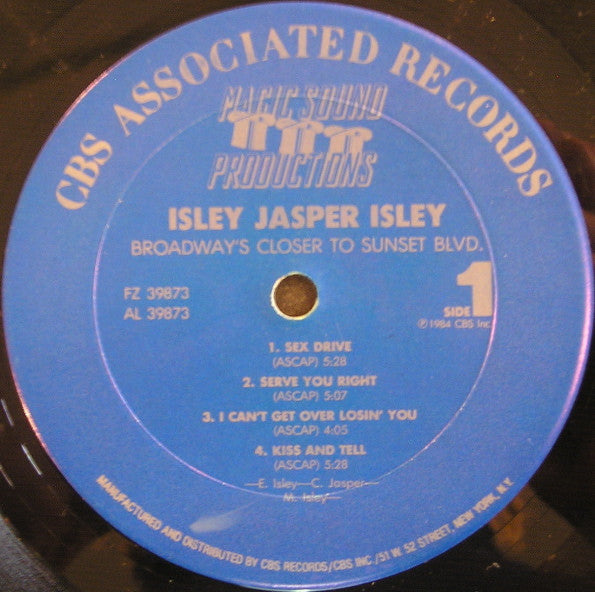 CBS ASSOCIATED RECORDS
MAGIC SOUND
PRODUCTIONS
ISLEY JASPER ISLEY
BROADWAY'S CLOSER TO SUNSET BLVD.
FZ 39873
AL 39873
SIDE 1
℗ 1984 CBS Inc.
1. SEX DRIVE
(ASCAP) 5:28
2. SERVE YOU RIGHT
(ASCAP) 5:07
3. I CAN'T GET OVER LOSIN' YOU
(ASCAP) 4:05
4. KISS AND TELL
(ASCAP) 5:28
—E. Isley—C. Jasper—
M. Isley—
MANUFACTURED AND DISTRIBUTED BY CBS RECORDS/CBS INC./51 W. 52 STREET, NEW YORK, N.Y.